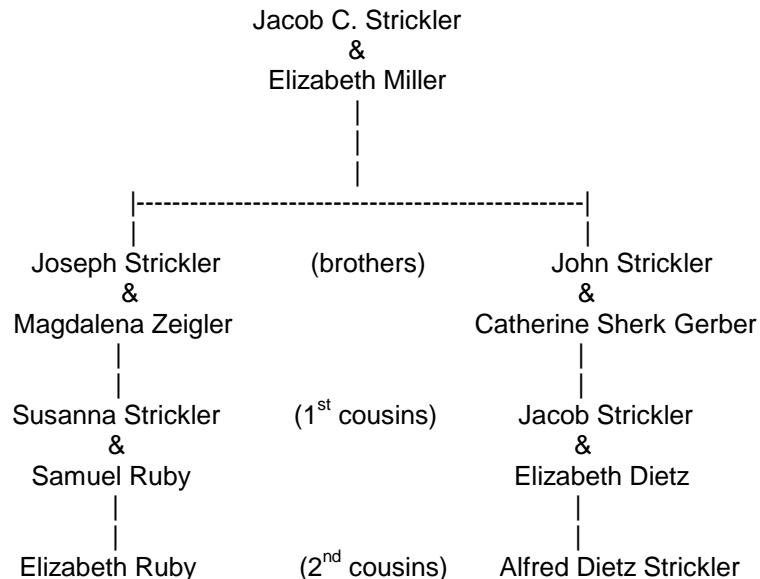 Jacob C. Strickler
&
Elizabeth Miller
|
|
|
|-----------------------------------------------|
| |
Joseph Strickler (brothers) John Strickler
& &
Magdalena Zeigler Catherine Sherk Gerber
| |
| |
Susanna Strickler (1st cousins) Jacob Strickler
& &
Samuel Ruby Elizabeth Dietz
| |
| |
Elizabeth Ruby (2nd cousins) Alfred Dietz Strickler